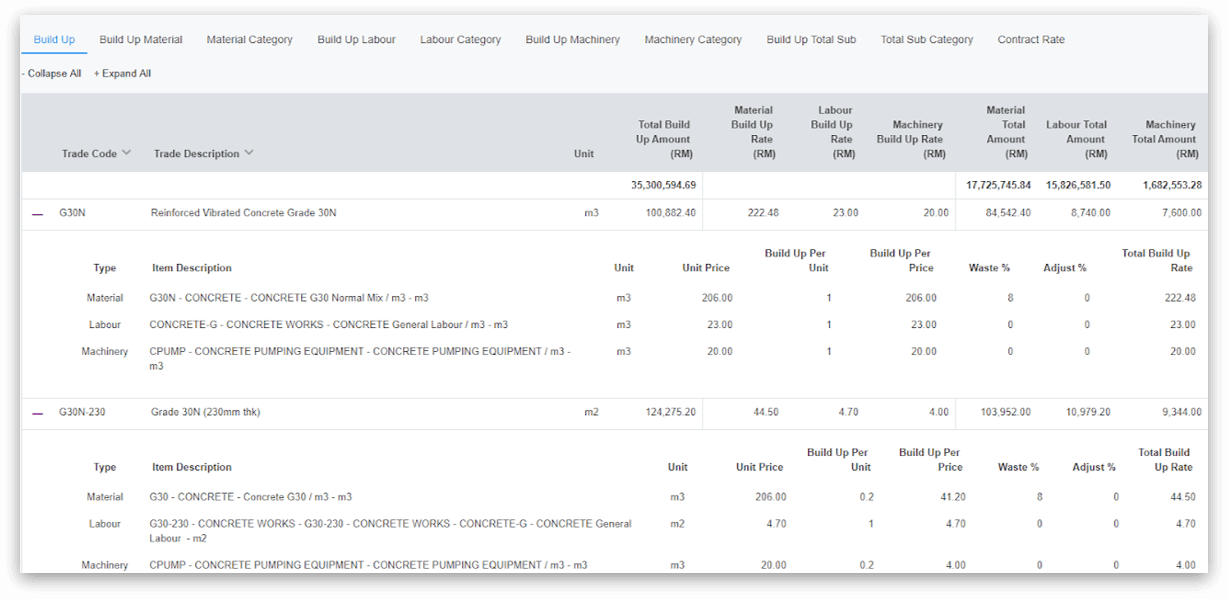 Build Up Build Up Material Material Category Build Up Labour Labour Category Build Up Machinery Machinery Category Build Up Total Sub Total Sub Category Contract Rate
- Collapse All + Expand All
Material Labour Material
Total Build Build Up Build Up Machinery Total Labour Total Machinery
Up Amount Rate Rate Build Up Rate Amount Amount Total Amount
Trade Code Trade Description Unit (RM) (RM) (RM) (RM) (RM) (RM) (RM)
35,300,594.69 17,725,745.84 15,826,581.50 1,682,553.28
G30N Reinforced Vibrated Concrete Grade 30N m3 100,882.40 222.48 23.00 20.00 84,542.40 8,740.00 7,600.00
Build Up Per Build Up Per Total Build Up
Type Item Description Unit Unit Price Unit Price Waste % Adjust % Rate
Material G30N - CONCRETE - CONCRETE G30 Normal Mix / m3 - m3 m3 206.00 1 206.00 8 0 222.48
Labour CONCRETE-G - CONCRETE WORKS - CONCRETE General Labour / m3 - m3 m3 23.00 1 23.00 0 0 23.00
Machinery CPUMP - CONCRETE PUMPING EQUIPMENT - CONCRETE PUMPING EQUIPMENT / m3 - m3 20.00 1 20.00 0 0 20.00
m3
G30N-230 Grade 30N (230mm thk) m2 124,275.20 44.50 4.70 4.00 103,952.00 10,979.20 9,344.00
Build Up Per Build Up Per Total Build
Type Item Description Unit Unit Price Unit Price Waste % Adjust % Up Rate
Material G30 - CONCRETE - Concrete G30 / m3 - m3 m3 206.00 0.2 41.20 8 0 44.50
Labour G30-230 - CONCRETE WORKS - G30-230 - CONCRETE WORKS - CONCRETE-G - CONCRETE General m2 4.70 1 4.70 0 0 4.70
Labour - m2
Machinery CPUMP - CONCRETE PUMPING EQUIPMENT - CONCRETE PUMPING EQUIPMENT / m3 - m3 m3 20.00 0.2 4.00 0 0 4.00